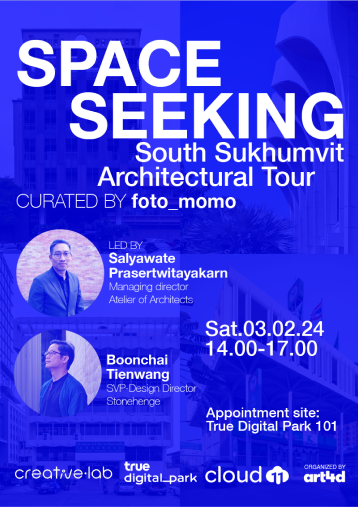 SPACE
SEEKING
South Sukhumvit
Architectural Tour
CURATED BY foto_momo
LED BY
Salyawate
Prasertwitayakarn
Managing director
Atelier of Architects
Boonchai
Tienwang
SVP-Design Director
Stonehenge
Sat.03.02.24
14.00-17.00
Appointment site:
True Digital Park 101
creative·lab
true
digital_park
cloud 11
ORGANIZED BY
art4d